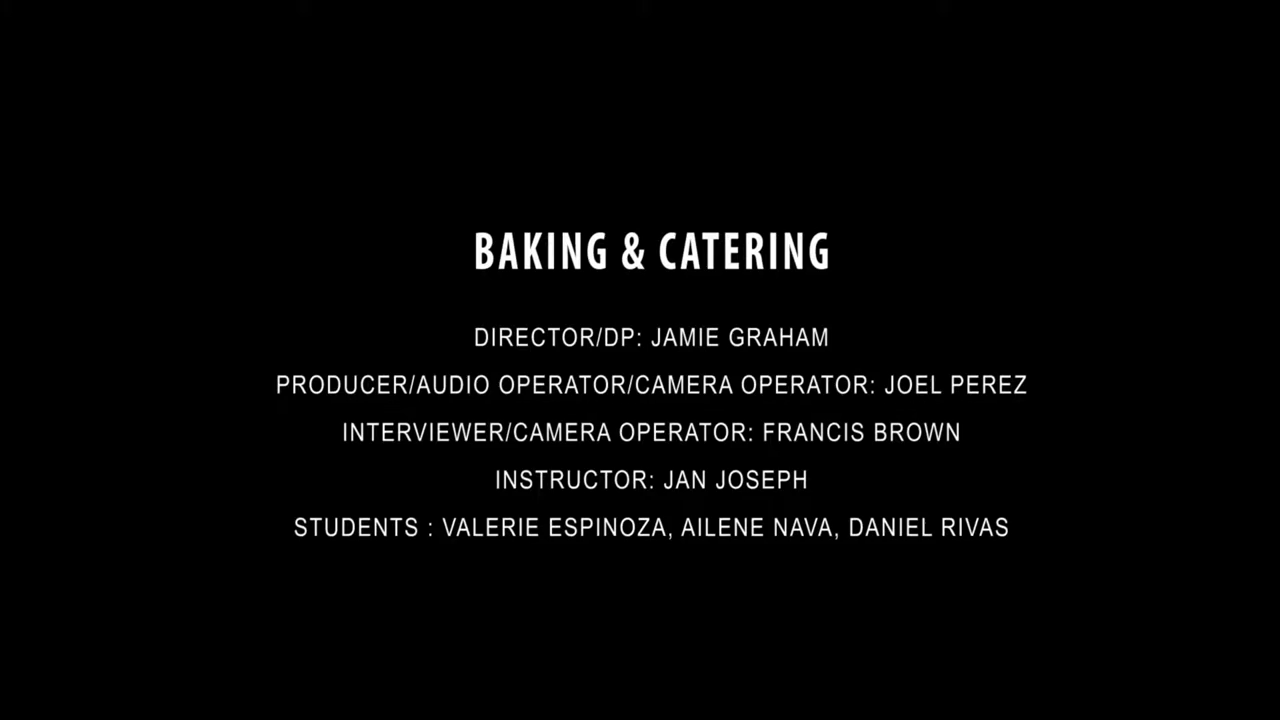 BAKING & CATERING
DIRECTOR/DP: JAMIE GRAHAM
PRODUCER/AUDIO OPERATOR/CAMERA OPERATOR: JOEL PEREZ
INTERVIEWER/CAMERA OPERATOR: FRANCIS BROWN
INSTRUCTOR: JAN JOSEPH
STUDENTS : VALERIE ESPINOZA, AILENE NAVA, DANIEL RIVAS